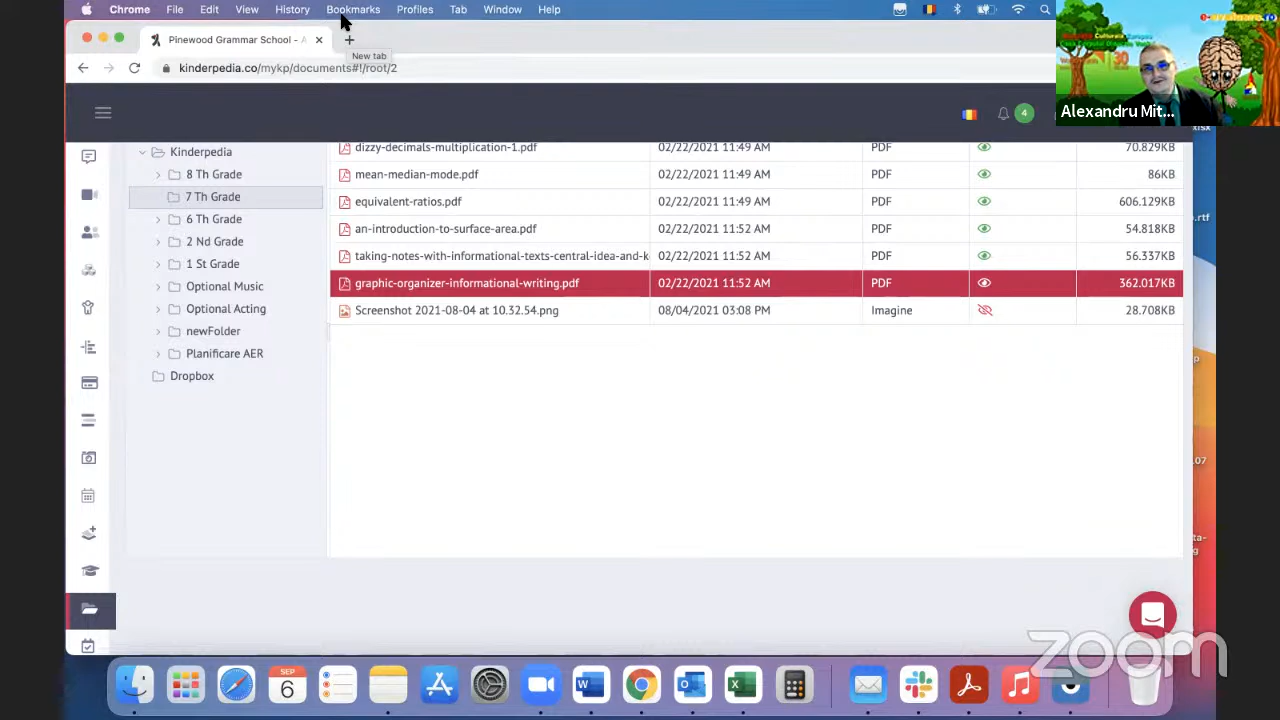 Chrome File Edit View History Bookmarks Profiles Tab Window Help
Pinewood Grammar School - A
New tab
kinderpedia.co/mykp/documents#!/root/2
4
Alexandru Mit...
Kinderpedia
8 Th Grade
7 Th Grade
6 Th Grade
2 Nd Grade
1 St Grade
Optional Music
Optional Acting
newFolder
Planificare AER
Dropbox
dizzy-decimals-multiplication-1.pdf 02/22/2021 11:49 AM PDF 70.829KB
mean-median-mode.pdf 02/22/2021 11:49 AM PDF 86KB
equivalent-ratios.pdf 02/22/2021 11:49 AM PDF 606.129KB
an-introduction-to-surface-area.pdf 02/22/2021 11:52 AM PDF 54.818KB
taking-notes-with-informational-texts-central-idea-and-k 02/22/2021 11:52 AM PDF 56.337KB
graphic-organizer-informational-writing.pdf 02/22/2021 11:52 AM PDF 362.017KB
Screenshot 2021-08-04 at 10.32.54.png 08/04/2021 03:08 PM Imagine 28.708KB
.rtf
.07
zoom
SEP
6